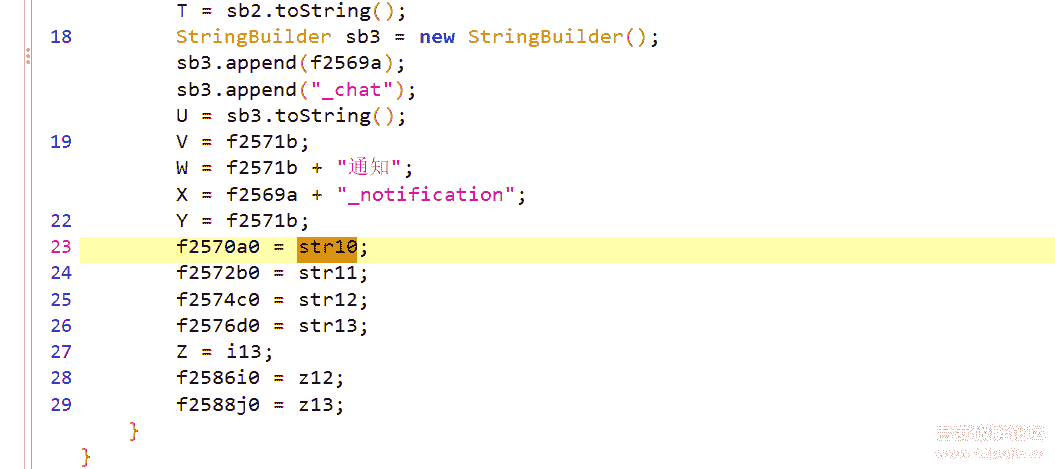 T = sb2.toString();
18 StringBuilder sb3 = new StringBuilder();
sb3.append(f2569a);
sb3.append("_chat");
U = sb3.toString();
19 V = f2571b;
W = f2571b + "通知";
X = f2569a + "_notification";
22 Y = f2571b;
23 f2570a0 = str10;
24 f2572b0 = str11;
25 f2574c0 = str12;
26 f2576d0 = str13;
27 Z = i13;
28 f2586i0 = z12;
29 f2588j0 = z13;
}
}